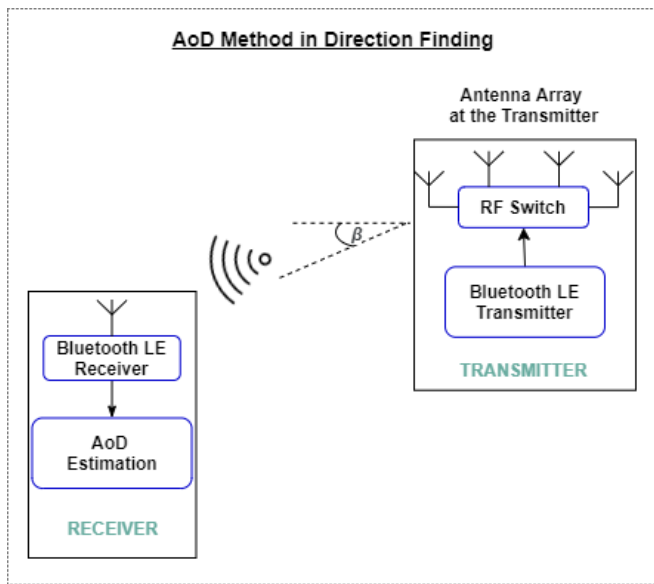 AoD Method in Direction Finding
Antenna Array
at the Transmitter
RF Switch
β
Bluetooth LE
Transmitter
TRANSMITTER
Bluetooth LE
Receiver
AoD
Estimation
RECEIVER